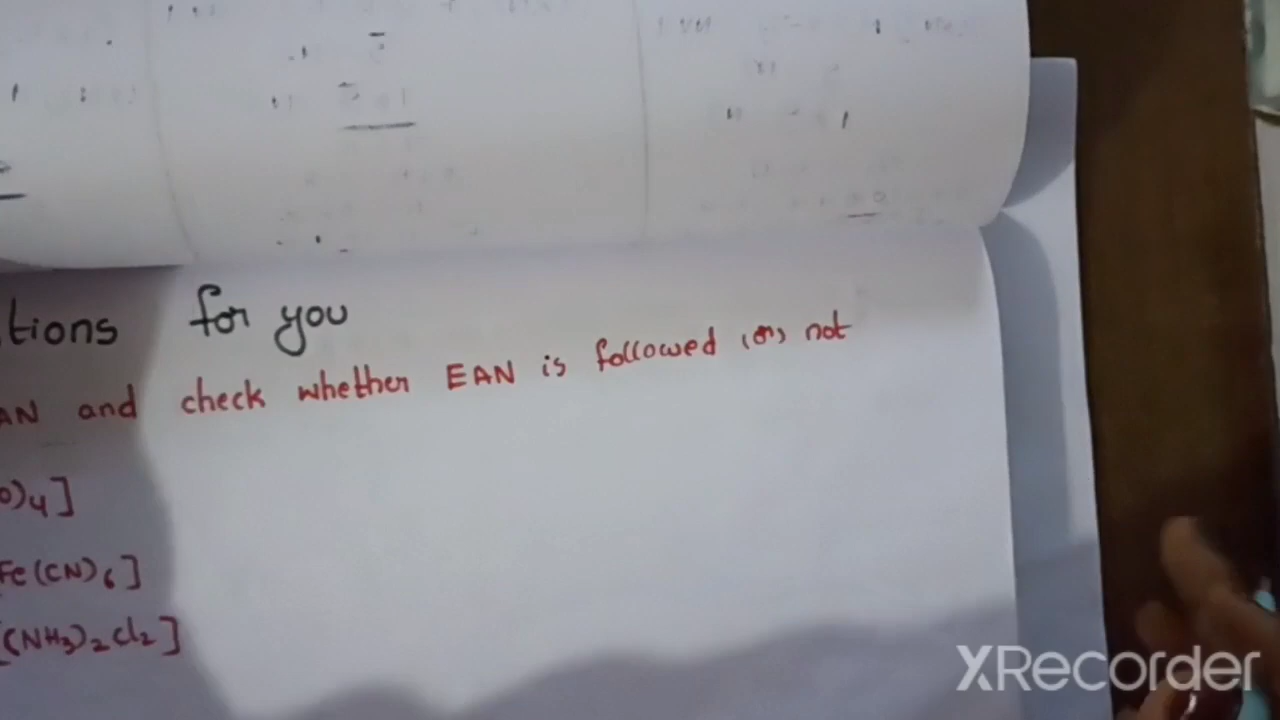 tions for you
AN and check whether EAN is followed (or) not
)4]
Fe(CN)6]
(NH3)2Cl2]
XRecorder